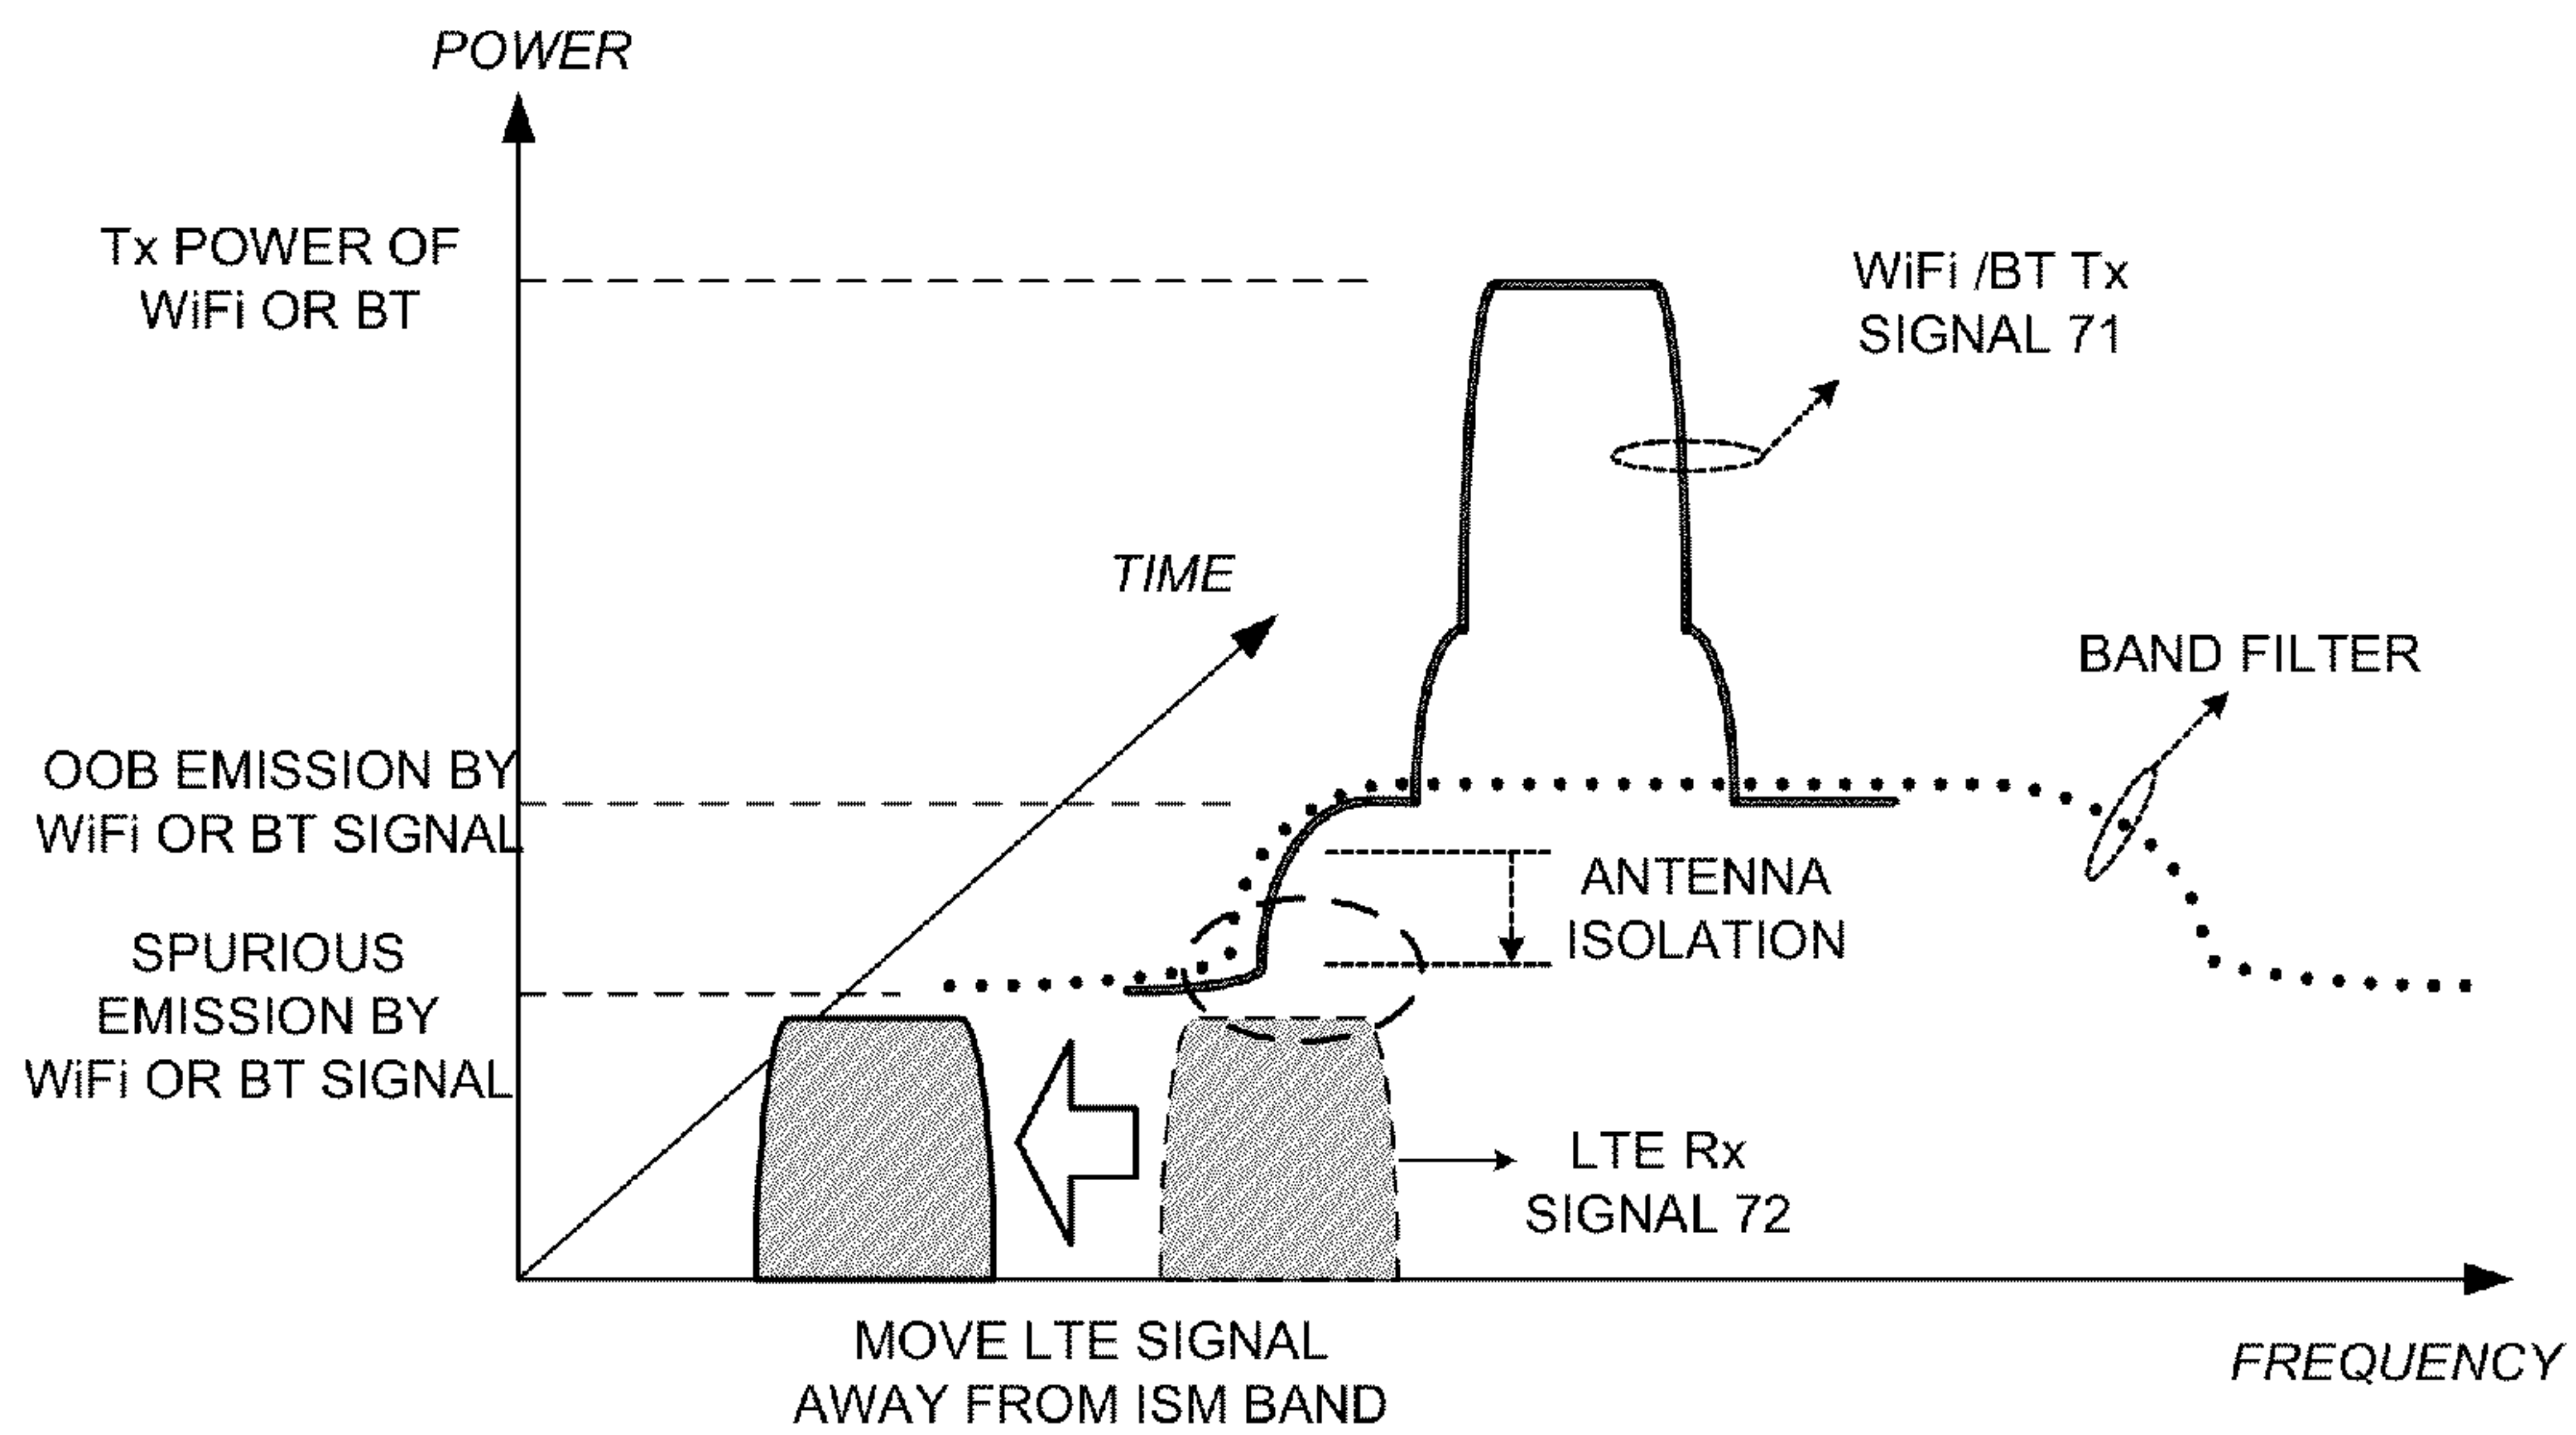 POWER
Tx POWER OF
WiFi OR BT
WiFi /BT Tx
SIGNAL 71
TIME
BAND FILTER
OOB EMISSION BY
WiFi OR BT SIGNAL
ANTENNA
ISOLATION
SPURIOUS
EMISSION BY
WiFi OR BT SIGNAL
LTE Rx
SIGNAL 72
MOVE LTE SIGNAL
AWAY FROM ISM BAND
FREQUENCY